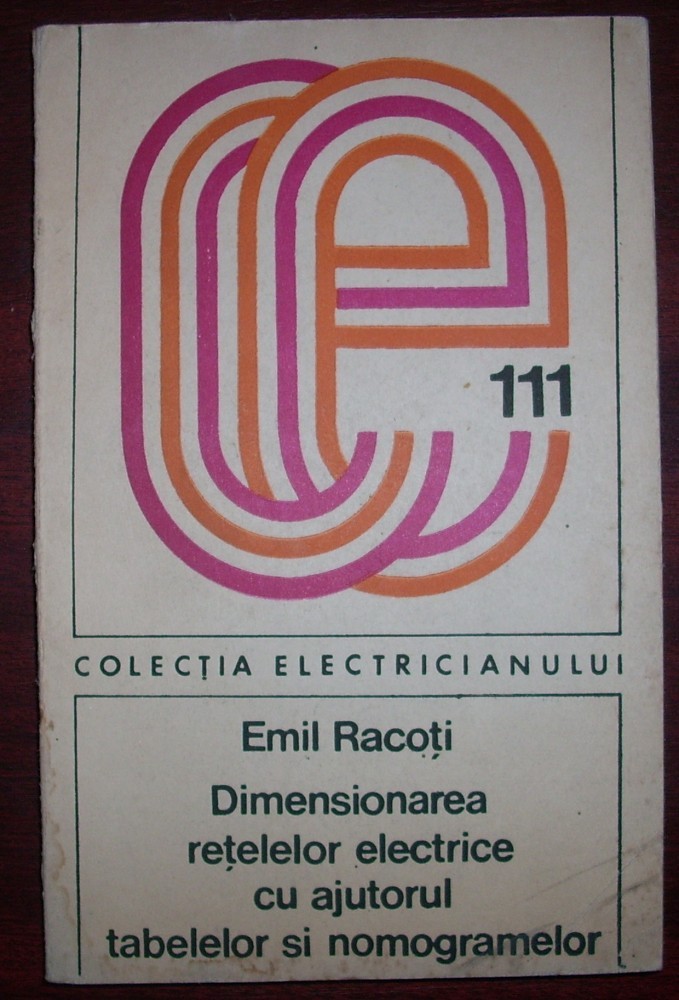 111
COLECȚIA ELECTRICIANULUI
Emil Racoți
Dimensionarea
rețelelor electrice
cu ajutorul
tabelelor si nomogramelor